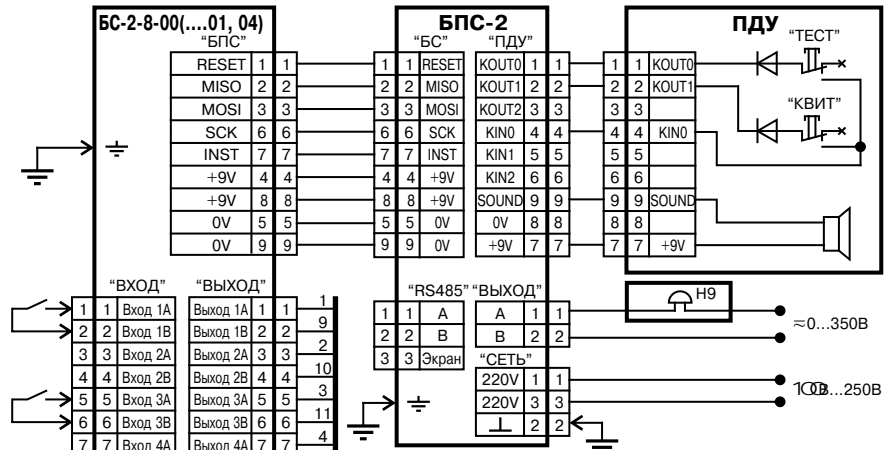 БС-2-8-00(....01, 04)
БПС-2
ПДУ
“БПС”
“БС” “ПДУ”
“ТЕСТ”
RESET 1 1
MISO 2 2
MOSI 3 3
SCK 6 6
INST 7 7
+9V 4 4
+9V 8 8
0V 5 5
0V 9 9
1 1 RESET KOUT0 1 1
2 2 MISO KOUT1 2 2
3 3 MOSI KOUT2 3 3
6 6 SCK KIN0 4 4
7 7 INST KIN1 5 5
4 4 +9V KIN2 6 6
8 8 +9V SOUND 9 9
5 5 0V 0V 8 8
9 9 0V +9V 7 7
1 1 KOUT0
2 2 KOUT1
3 3
4 4 KIN0
5 5
6 6
9 9 SOUND
8 8
7 7 +9V
“КВИТ”
“ВХОД” “ВЫХОД”
1 1 Вход 1А Выход 1А 1 1 1
2 2 Вход 1В Выход 1В 2 2 9
3 3 Вход 2А Выход 2А 3 3 2
4 4 Вход 2В Выход 2В 4 4 10
5 5 Вход 3А Выход 3А 5 5 3
6 6 Вход 3В Выход 3В 6 6 11
7 7 Вход 4А Выход 4А 7 7 4
“RS485” “ВЫХОД”
1 1 A A 1 1
2 2 B B 2 2
3 3 Экран
“СЕТЬ”
220V 1 1
220V 3 3
2 2
H9
≂0...350В
100В...250В